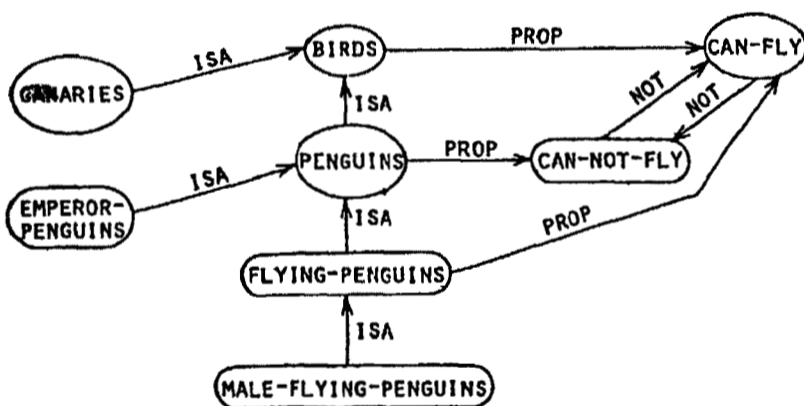 BIRDS
PROP
CAN-FLY
ISA
CANARIES
ISA
NOT
NOT
PENGUINS
PROP
CAN-NOT-FLY
ISA
EMPEROR-
PENGUINS
ISA
PROP
FLYING-PENGUINS
ISA
MALE-FLYING-PENGUINS